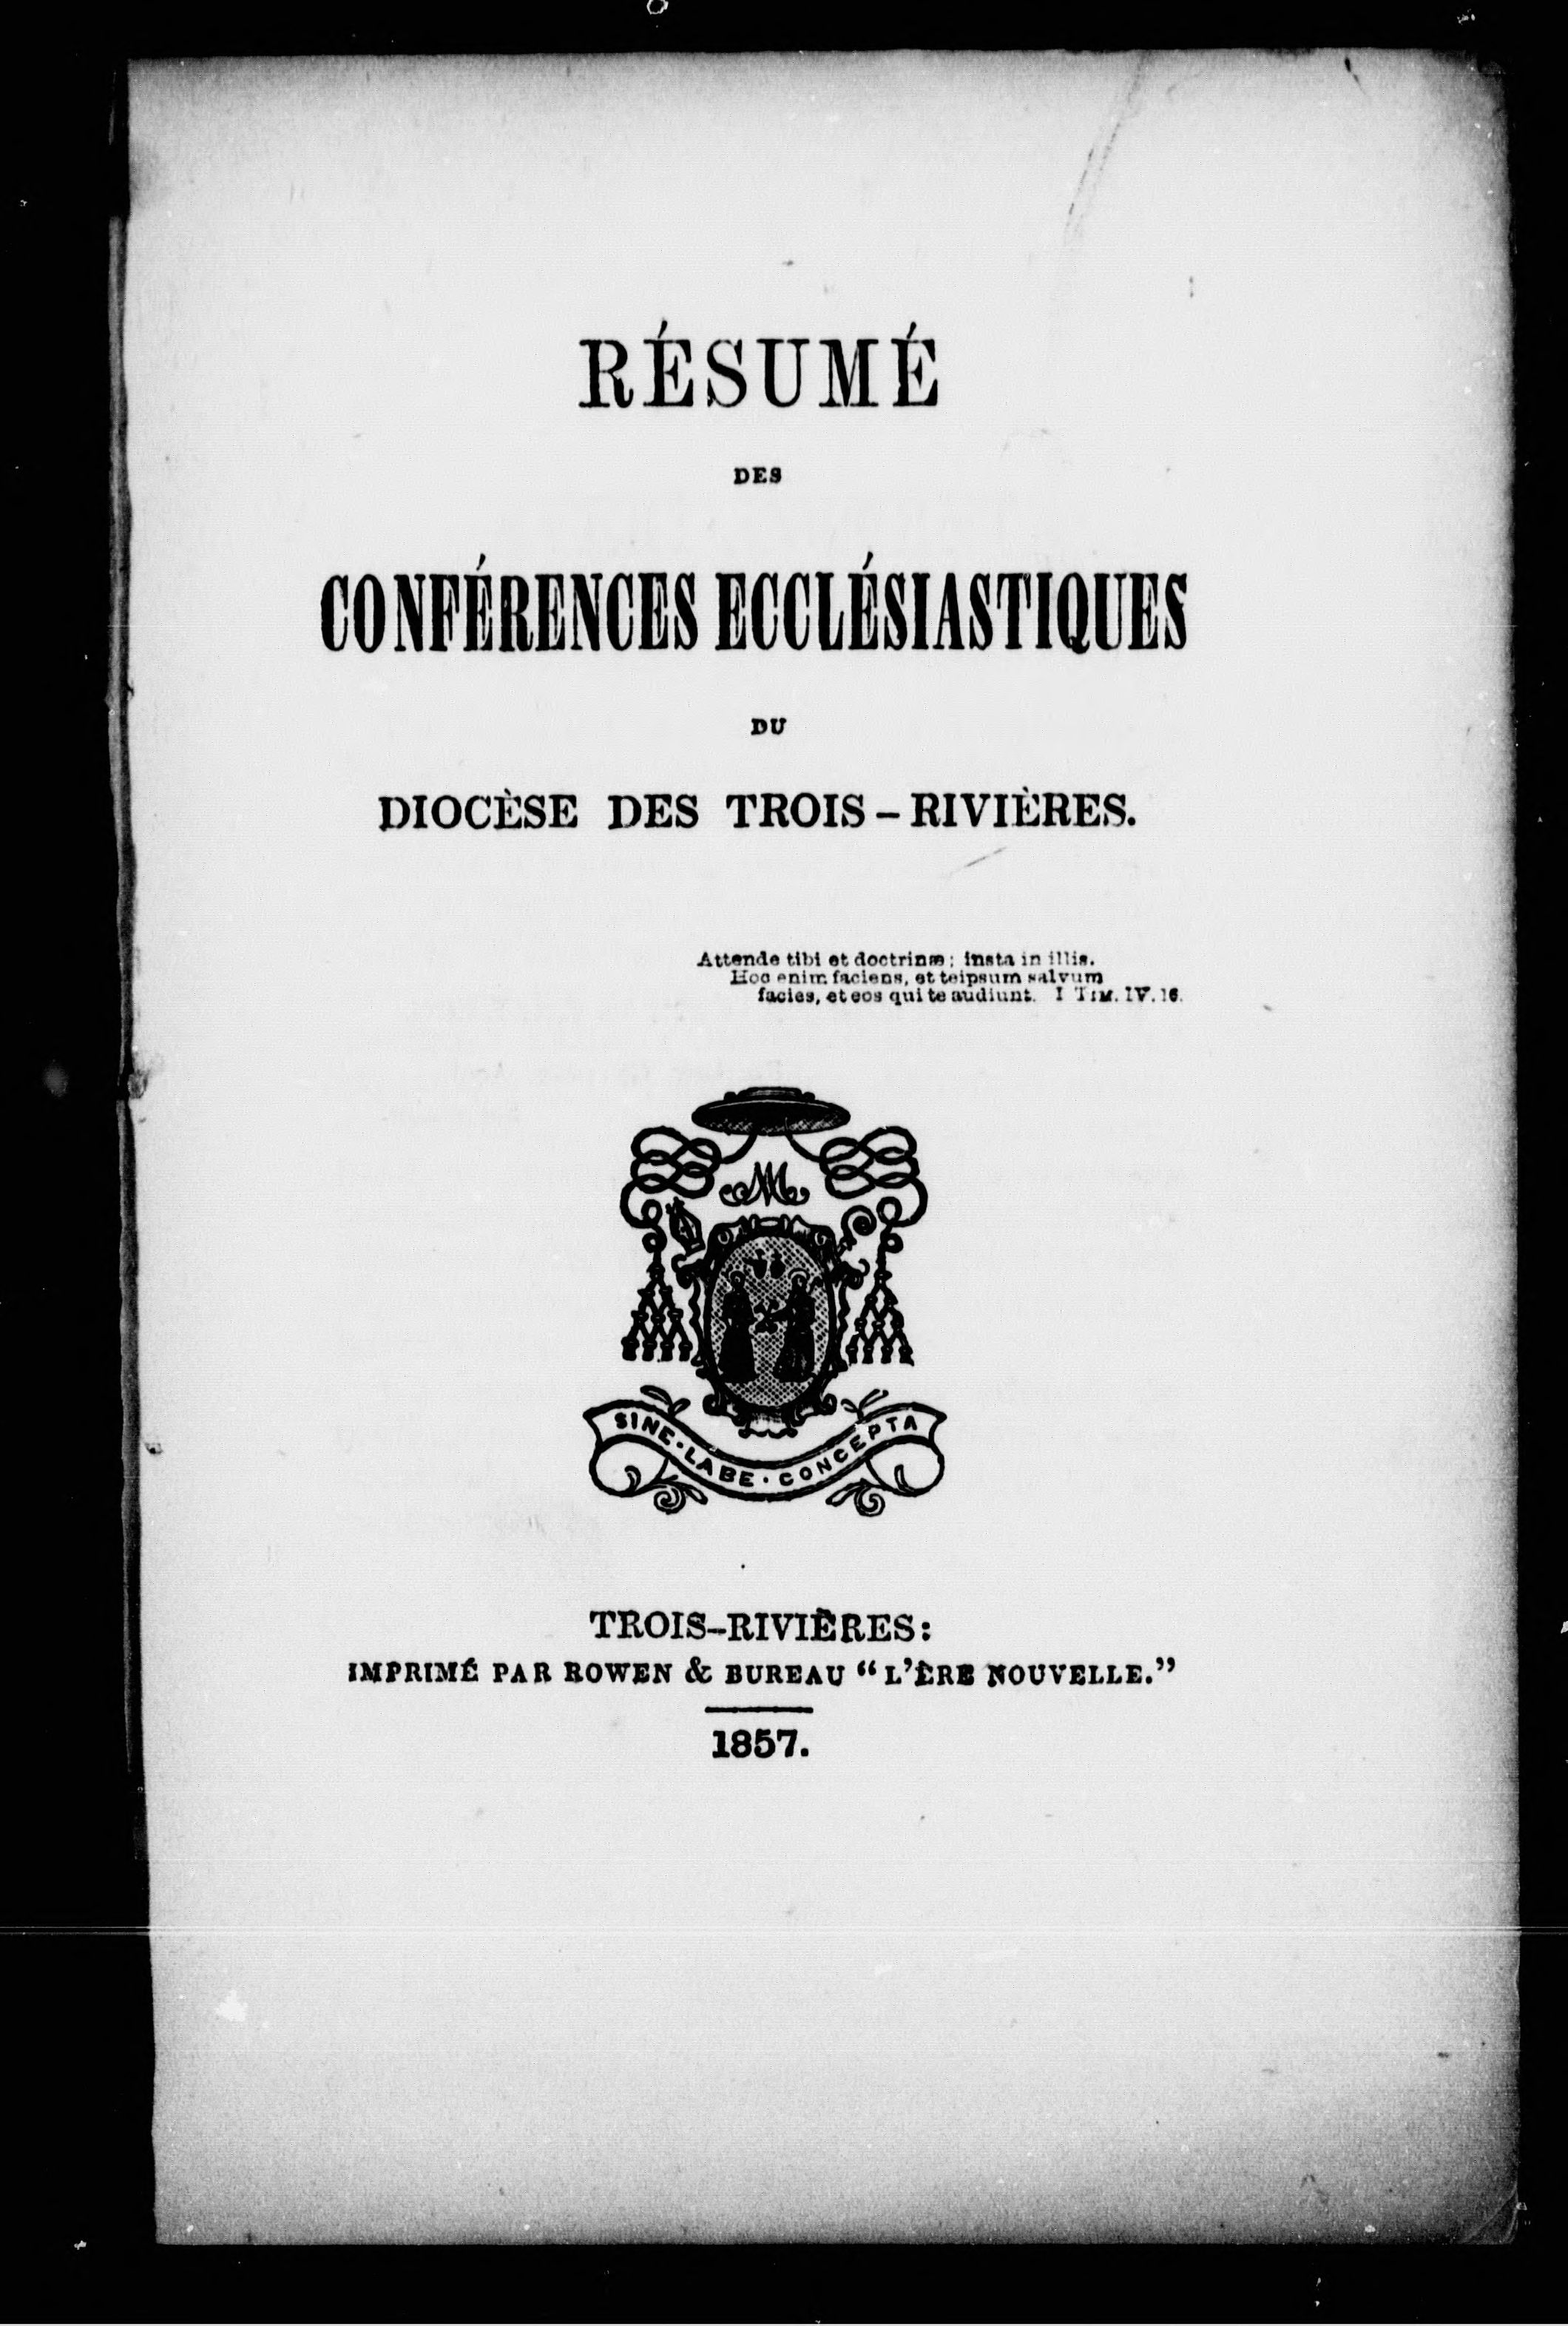 RÉSUMÉ
DES
CONFÉRENCES ECCLÉSIASTIQUES
DU
DIOCÈSE DES TROIS-RIVIÈRES.
Attende tibi et doctrinæ; insta in illis.
Hoc enim faciens, et teipsum salvum
facies, et eos qui te audiunt. I TIM. IV. 16.
M
SINE·LABE·CONCEPTA
TROIS-RIVIÈRES:
IMPRIMÉ PAR ROWEN & BUREAU “L’ÈRE NOUVELLE.”
1857.